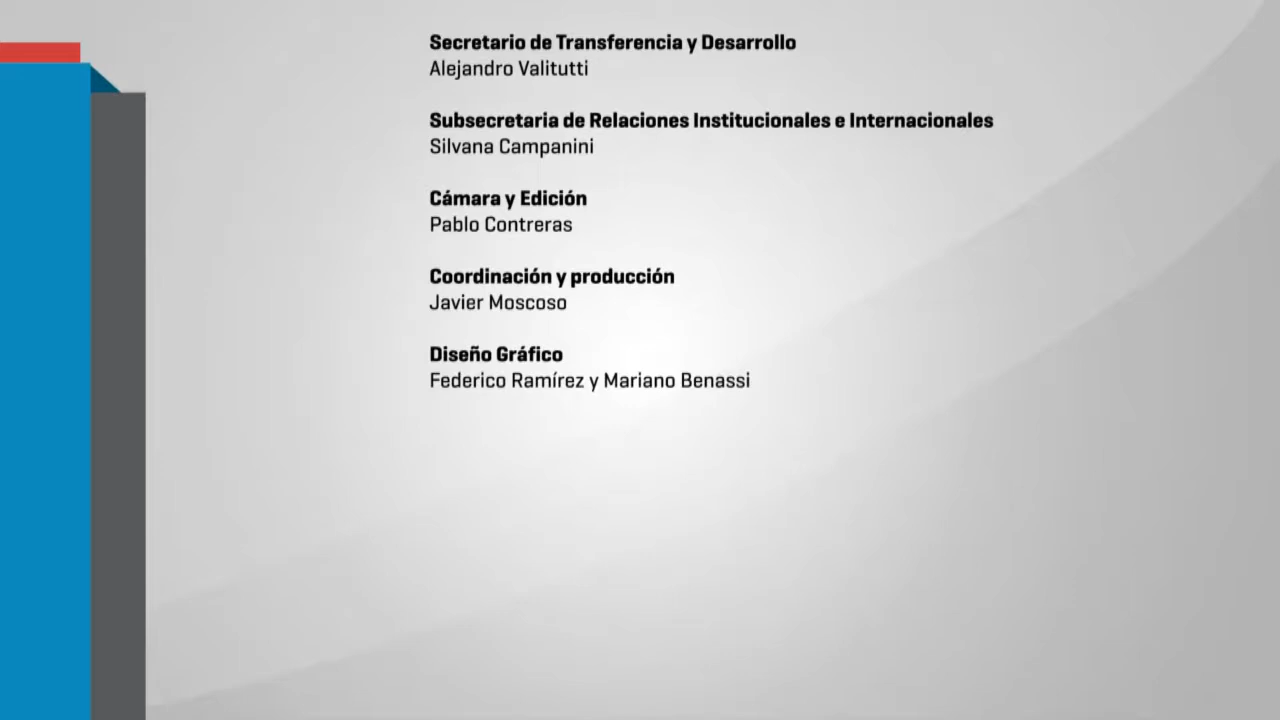 Secretario de Transferencia y Desarrollo
Alejandro Valitutti
Subsecretaria de Relaciones Institucionales e Internacionales
Silvana Campanini
Cámara y Edición
Pablo Contreras
Coordinación y producción
Javier Moscoso
Diseño Gráfico
Federico Ramírez y Mariano Benassi